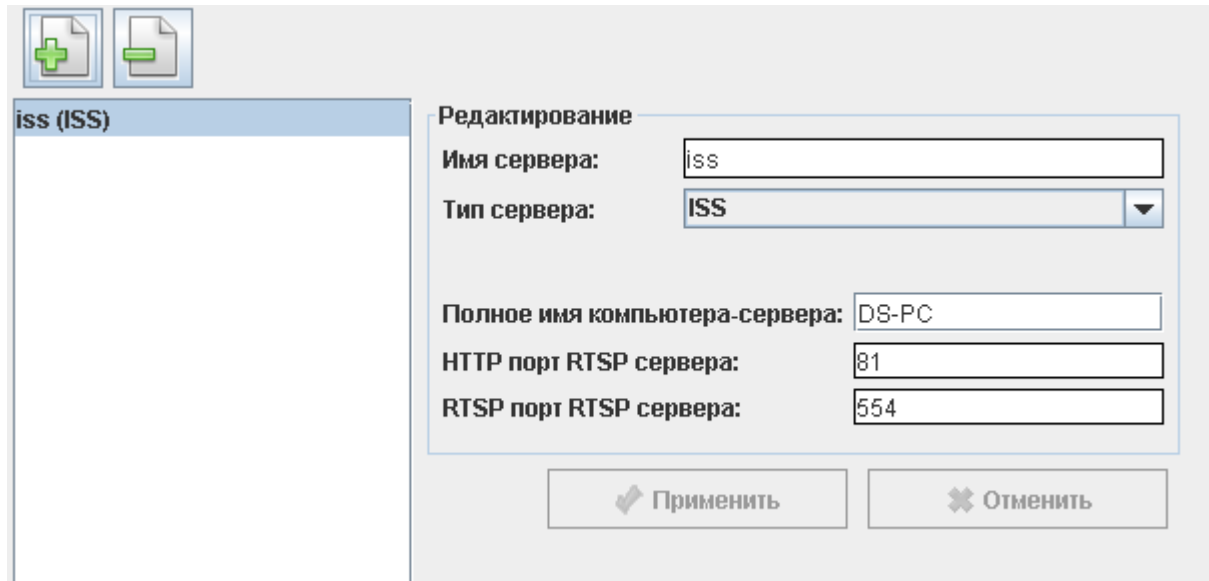 iss (ISS)
Редактирование
Имя сервера: iss
Тип сервера: ISS
Полное имя компьютера-сервера: DS-PC
HTTP порт RTSP сервера: 81
RTSP порт RTSP сервера: 554
Применить Отменить